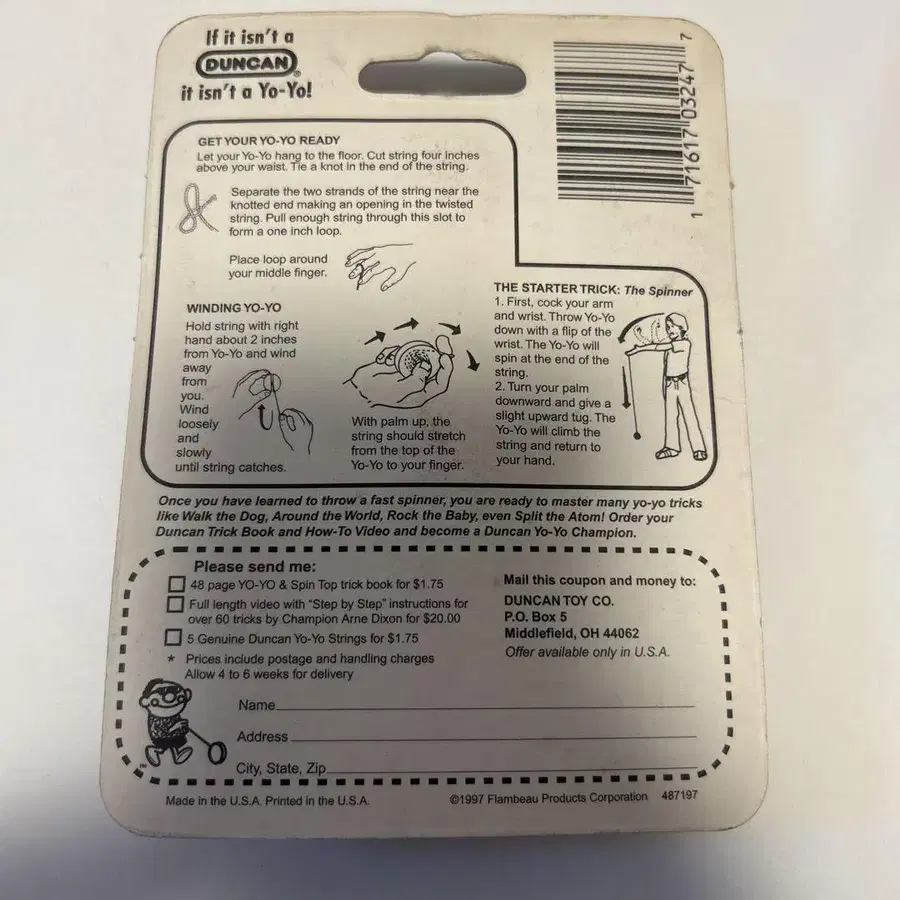 If it isn't a
DUNCAN®
it isn't a Yo-Yo!
1 71617 03247 7
GET YOUR YO-YO READY
Let your Yo-Yo hang to the floor. Cut string four inches
above your waist. Tie a knot in the end of the string.
Separate the two strands of the string near the
knotted end making an opening in the twisted
string. Pull enough string through this slot to
form a one inch loop.
Place loop around
your middle finger.
WINDING YO-YO
Hold string with right
hand about 2 inches
from Yo-Yo and wind
away
from
you.
Wind
loosely
and
slowly
until string catches.
With palm up, the
string should stretch
from the top of the
Yo-Yo to your finger.
THE STARTER TRICK: The Spinner
1. First, cock your arm
and wrist. Throw Yo-Yo
down with a flip of the
wrist. The Yo-Yo will
spin at the end of the
string.
2. Turn your palm
downward and give a
slight upward tug. The
Yo-Yo will climb the
string and return to
your hand.
Once you have learned to throw a fast spinner, you are ready to master many yo-yo tricks
like Walk the Dog, Around the World, Rock the Baby, even Split the Atom! Order your
Duncan Trick Book and How-To Video and become a Duncan Yo-Yo Champion.
Please send me:
48 page YO-YO & Spin Top trick book for $1.75
Full length video with "Step by Step" instructions for
over 60 tricks by Champion Arne Dixon for $20.00
5 Genuine Duncan Yo-Yo Strings for $1.75
* Prices include postage and handling charges
Allow 4 to 6 weeks for delivery
Mail this coupon and money to:
DUNCAN TOY CO.
P.O. Box 5
Middlefield, OH 44062
Offer available only in U.S.A.
Name
Address
City, State, Zip
TM
Made in the U.S.A. Printed in the U.S.A.
©1997 Flambeau Products Corporation 487197